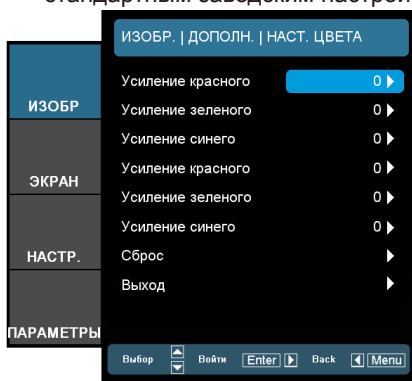 стандартным заводским настрой
ИЗОБР. | ДОПОЛН. | НАСТ. ЦВЕТА
ИЗОБР
ЭКРАН
НАСТР.
ПАРАМЕТРЫ
Усиление красного 0
Усиление зеленого 0
Усиление синего 0
Усиление красного 0
Усиление зеленого 0
Усиление синего 0
Сброс
Выход
Выбор Войти Enter Back Menu